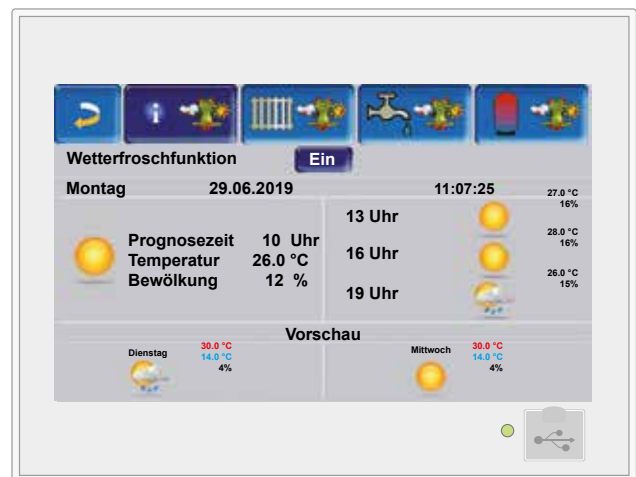 i
Wetterfroschfunktion Ein
Montag 29.06.2019 11:07:25
27.0 °C
16%
13 Uhr
28.0 °C
16%
16 Uhr
26.0 °C
15%
19 Uhr
Prognosezeit 10 Uhr
Temperatur 26.0 °C
Bewölkung 12 %
Vorschau
Dienstag
30.0 °C
14.0 °C
4%
Mittwoch
30.0 °C
14.0 °C
4%